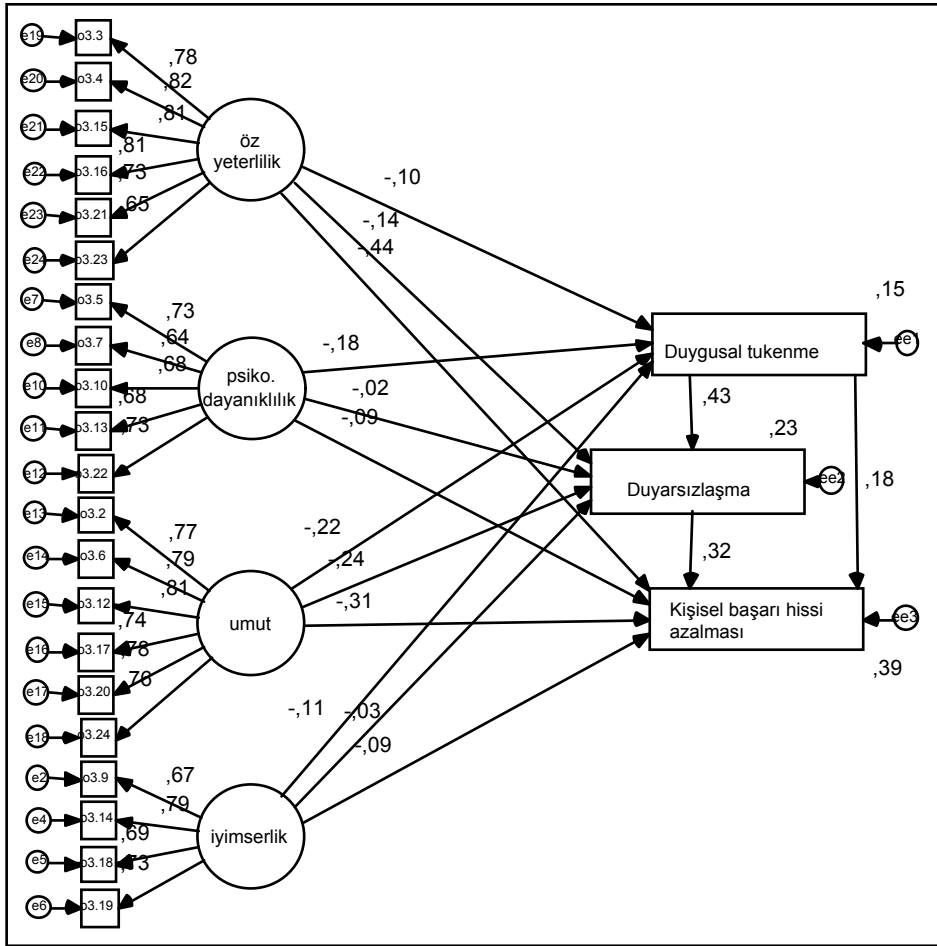 e19
o3.3
,78
e20
o3.4
,82
e21
o3.15
,81
e22
o3.16
,81
e23
o3.21
,73
e24
o3.23
,65
öz
yeterlilik
-,10
-,14
-,44
e7
o3.5
,73
e8
o3.7
,64
e10
o3.10
,68
e11
o3.13
,68
e12
o3.22
,73
psiko.
dayanıklılık
-,18
-,02
-,09
e13
o3.2
,77
e14
o3.6
,79
e15
o3.12
,81
e16
o3.17
,74
e17
o3.20
,78
e18
o3.24
,76
umut
-,22
-,24
-,31
e2
o3.9
,67
e4
o3.14
,79
e5
o3.18
,69
e6
o3.19
,73
iyimserlik
-,11
-,03
-,09
,15
Duygusal tukenme
ee1
,43
,23
Duyarsızlaşma
ee2
,18
,32
Kişisel başarı hissi
azalması
ee3
,39